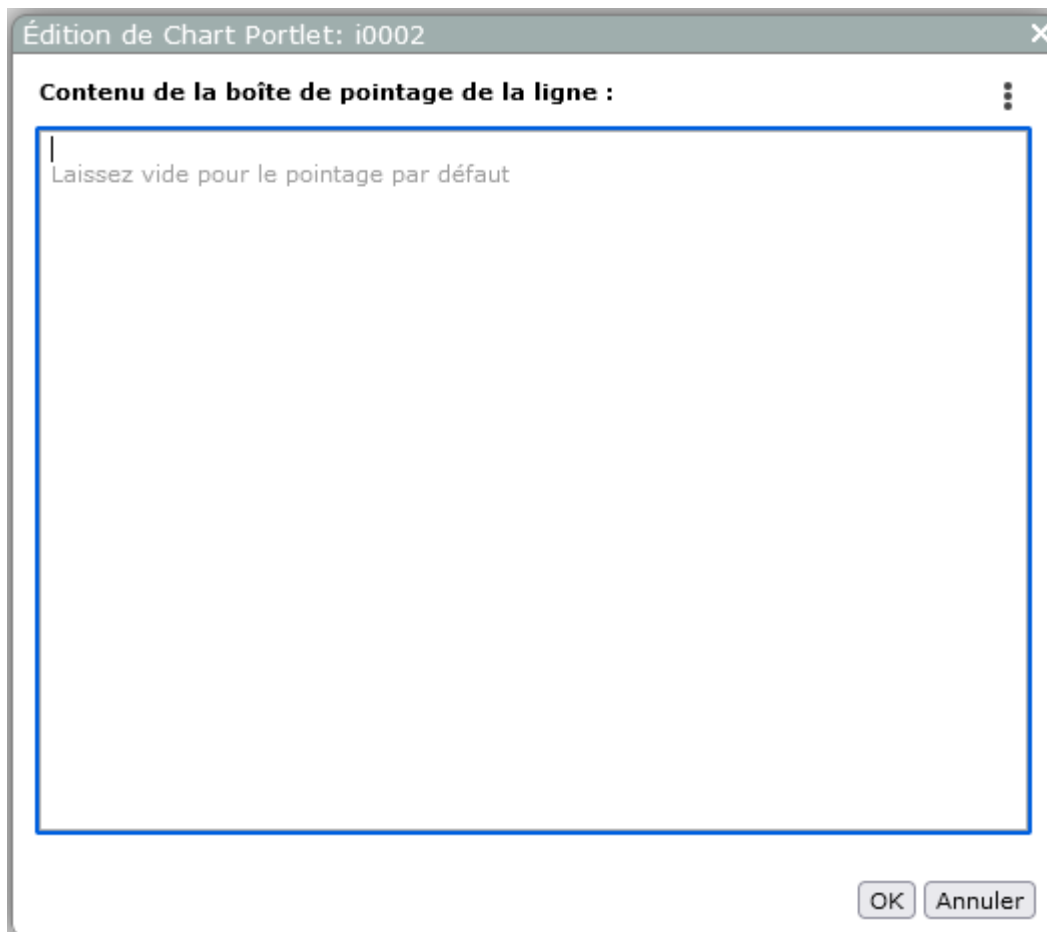 Édition de Chart Portlet: i0002
Contenu de la boîte de pointage de la ligne :
Laissez vide pour le pointage par défaut
OK Annuler